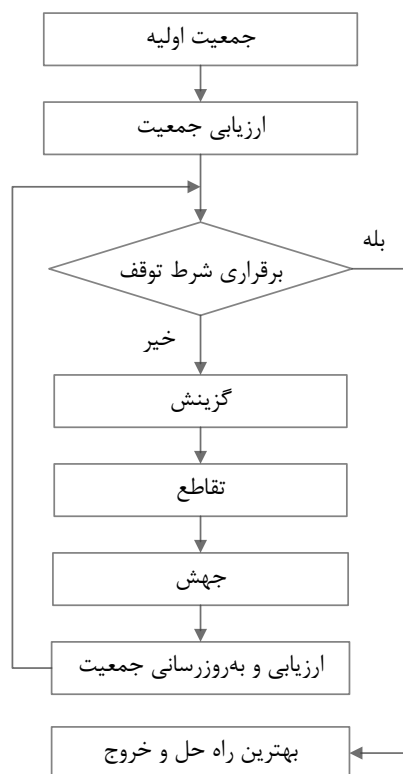 جمعیت اولیه
ارزیابی جمعیت
برقراری شرط توقف
بله
خیر
گزینش
تقاطع
جهش
ارزیابی و به‌روزرسانی جمعیت
بهترین راه حل و خروج